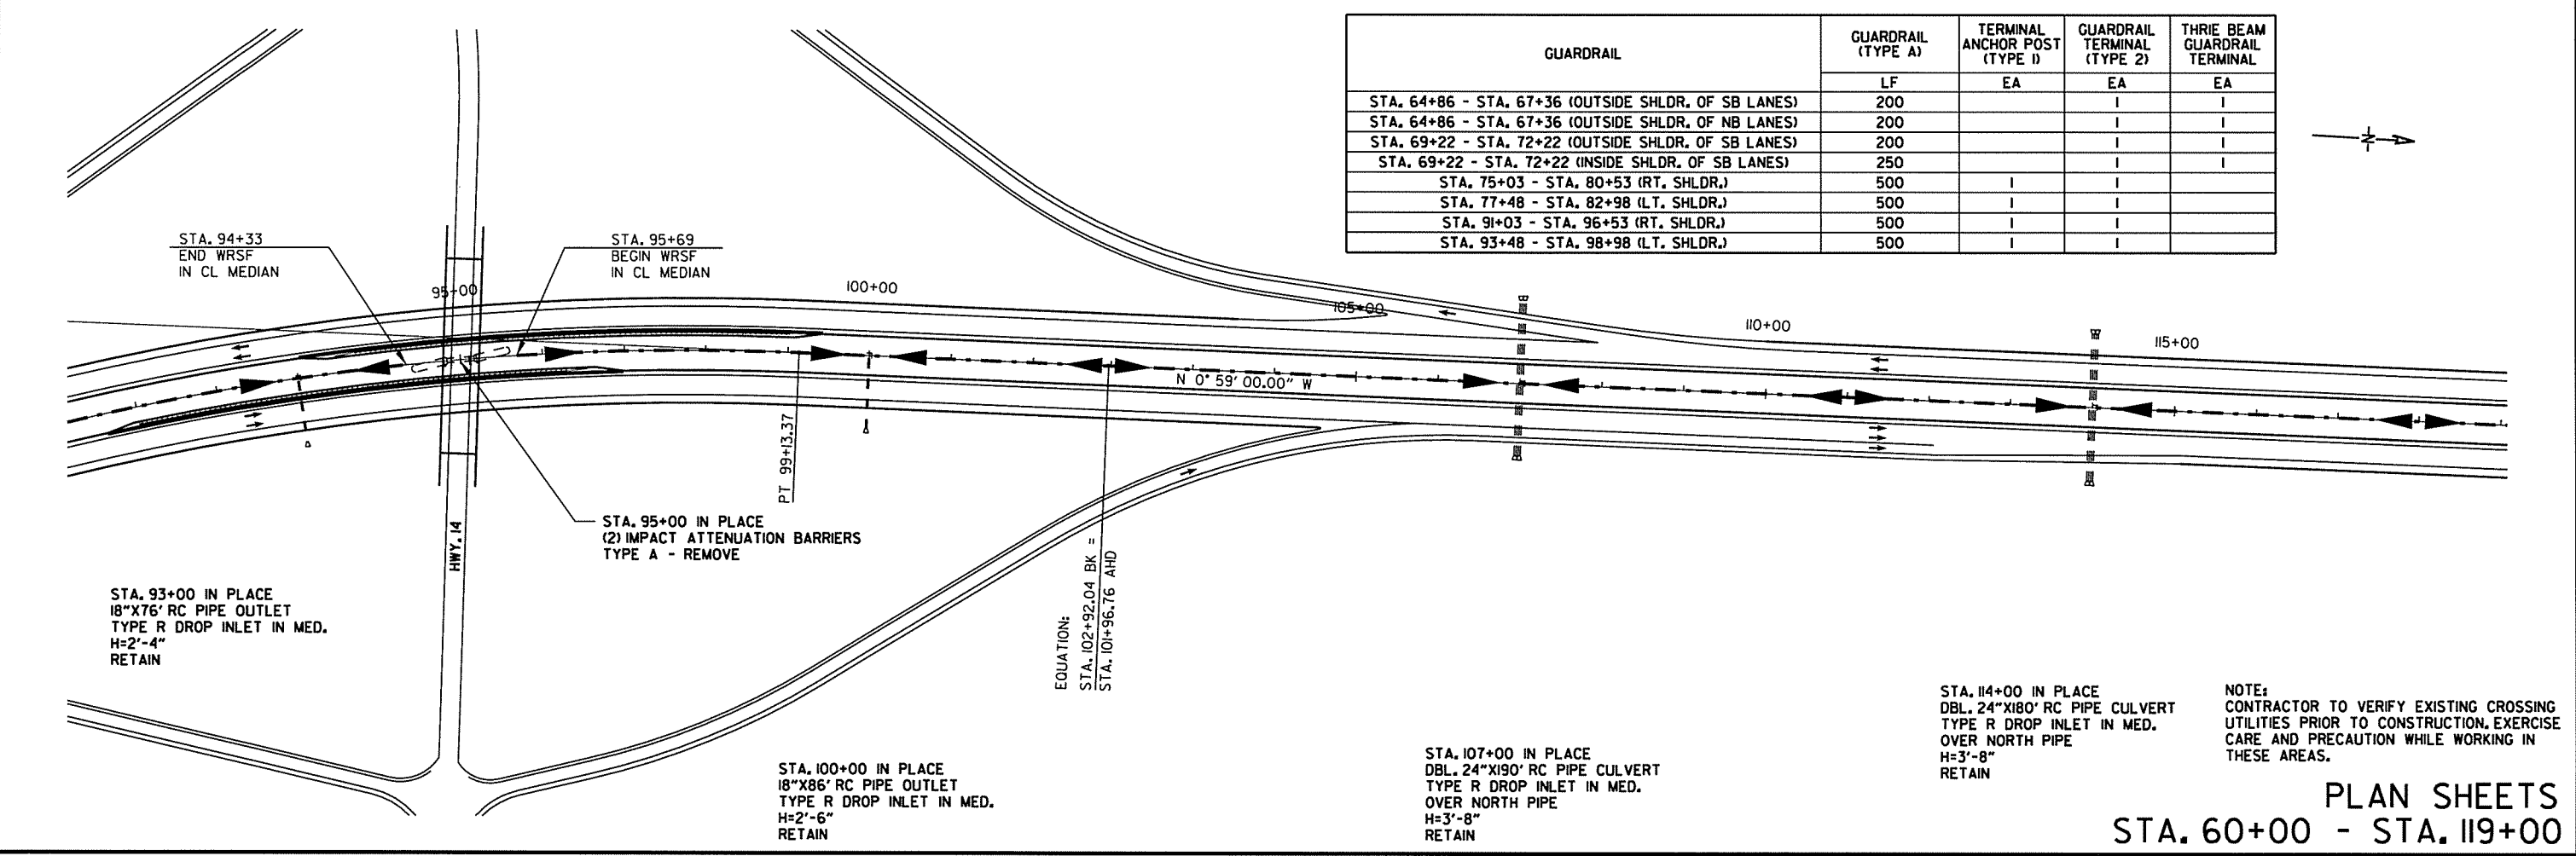 GUARDRAIL GUARDRAIL (TYPE A) TERMINAL ANCHOR POST (TYPE 1) GUARDRAIL TERMINAL (TYPE 2) THRIE BEAM GUARDRAIL TERMINAL
LF EA EA EA
STA. 64+86 - STA. 67+36 (OUTSIDE SHLDR. OF SB LANES) 200 1 1
STA. 64+86 - STA. 67+36 (OUTSIDE SHLDR. OF NB LANES) 200 1 1
STA. 69+22 - STA. 72+22 (OUTSIDE SHLDR. OF SB LANES) 200 1 1
STA. 69+22 - STA. 72+22 (INSIDE SHLDR. OF SB LANES) 250 1 1
STA. 75+03 - STA. 80+53 (RT. SHLDR.) 500 1 1
STA. 77+48 - STA. 82+98 (LT. SHLDR.) 500 1 1
STA. 91+03 - STA. 96+53 (RT. SHLDR.) 500 1 1
STA. 93+48 - STA. 98+98 (LT. SHLDR.) 500 1 1
N
STA. 94+33
END WRSF
IN CL MEDIAN
STA. 95+69
BEGIN WRSF
IN CL MEDIAN
95+00
100+00
105+00
110+00
115+00
N 0° 59' 00.00" W
PT 99+13.37
HWY. 14
STA. 95+00 IN PLACE
(2) IMPACT ATTENUATION BARRIERS
TYPE A - REMOVE
EQUATION:
STA. 102+92.04 BK =
STA. 101+96.76 AHD
STA. 93+00 IN PLACE
18"X76' RC PIPE OUTLET
TYPE R DROP INLET IN MED.
H=2'-4"
RETAIN
STA. 100+00 IN PLACE
18"X86' RC PIPE OUTLET
TYPE R DROP INLET IN MED.
H=2'-6"
RETAIN
STA. 107+00 IN PLACE
DBL. 24"X190' RC PIPE CULVERT
TYPE R DROP INLET IN MED.
OVER NORTH PIPE
H=3'-8"
RETAIN
STA. 114+00 IN PLACE
DBL. 24"X180' RC PIPE CULVERT
TYPE R DROP INLET IN MED.
OVER NORTH PIPE
H=3'-8"
RETAIN
NOTE:
CONTRACTOR TO VERIFY EXISTING CROSSING
UTILITIES PRIOR TO CONSTRUCTION. EXERCISE
CARE AND PRECAUTION WHILE WORKING IN
THESE AREAS.
PLAN SHEETS
STA. 60+00 - STA. 119+00